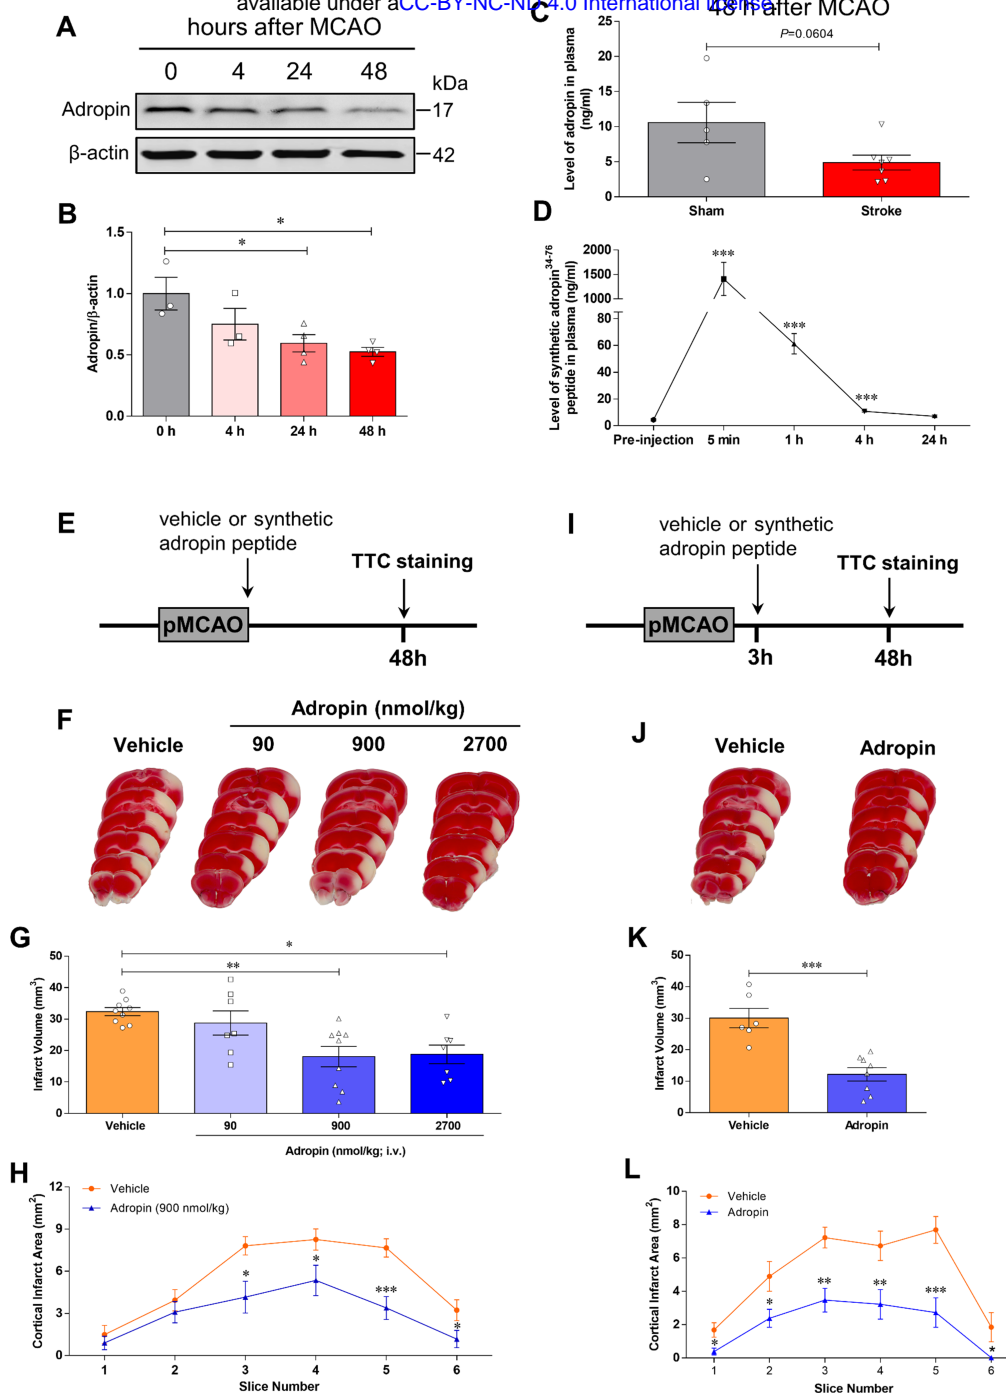 available under aCC-BY-NC-ND 4.0 International license.
A
hours after MCAO
0 4 24 48
kDa
Adropin
17
β-actin
42
B
*
*
1.5
1.0
0.5
0.0
Adropin/β-actin
0 h 4 h 24 h 48 h
C
48 h after MCAO
P=0.0604
25
20
15
10
5
0
Level of adropin in plasma
(ng/ml)
Sham Stroke
D
2000
1500
1000
80
60
40
20
0
Level of synthetic adropin34-76
peptide in plasma (ng/ml)
***
***
***
Pre-injection 5 min 1 h 4 h 24 h
E
vehicle or synthetic
adropin peptide
TTC staining
pMCAO
48h
I
vehicle or synthetic
adropin peptide
TTC staining
pMCAO
3h
48h
F
Adropin (nmol/kg)
Vehicle 90 900 2700
J
Vehicle Adropin
G
*
**
50
40
30
20
10
0
Infarct Volume (mm3)
Vehicle 90 900 2700
Adropin (nmol/kg; i.v.)
K
***
50
40
30
20
10
0
Infarct Volume (mm3)
Vehicle Adropin
H
Vehicle
Adropin (900 nmol/kg)
12
9
6
3
0
Cortical Infarct Area (mm2)
*
*
***
*
1 2 3 4 5 6
Slice Number
L
Vehicle
Adropin
10
8
6
4
2
0
Cortical Infarct Area (mm2)
*
*
**
**
***
*
1 2 3 4 5 6
Slice Number